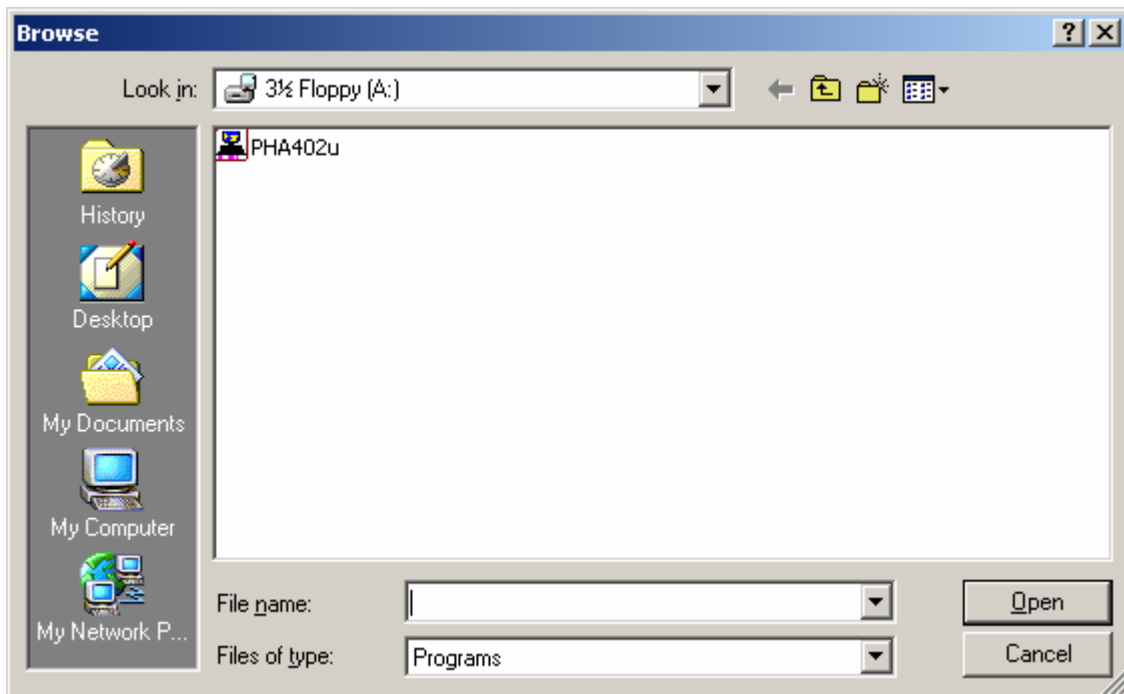 Browse
Look in: 3½ Floppy (A:)
PHA402u
History
Desktop
My Documents
My Computer
My Network P...
File name:
Open
Files of type: Programs
Cancel